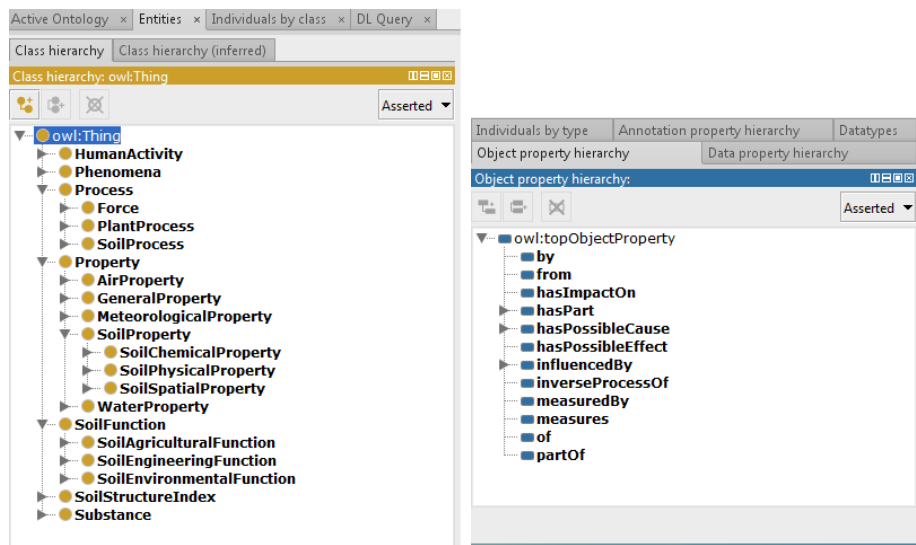 Active Ontology × Entities × Individuals by class × DL Query ×
Class hierarchy Class hierarchy (inferred)
Class hierarchy: owl:Thing
Asserted
owl:Thing
HumanActivity
Phenomena
Process
Force
PlantProcess
SoilProcess
Property
AirProperty
GeneralProperty
MeteorologicalProperty
SoilProperty
SoilChemicalProperty
SoilPhysicalProperty
SoilSpatialProperty
WaterProperty
SoilFunction
SoilAgriculturalFunction
SoilEngineeringFunction
SoilEnvironmentalFunction
SoilStructureIndex
Substance
Individuals by type Annotation property hierarchy Datatypes
Object property hierarchy Data property hierarchy
Object property hierarchy:
Asserted
owl:topObjectProperty
by
from
hasImpactOn
hasPart
hasPossibleCause
hasPossibleEffect
influencedBy
inverseProcessOf
measuredBy
measures
of
partOf